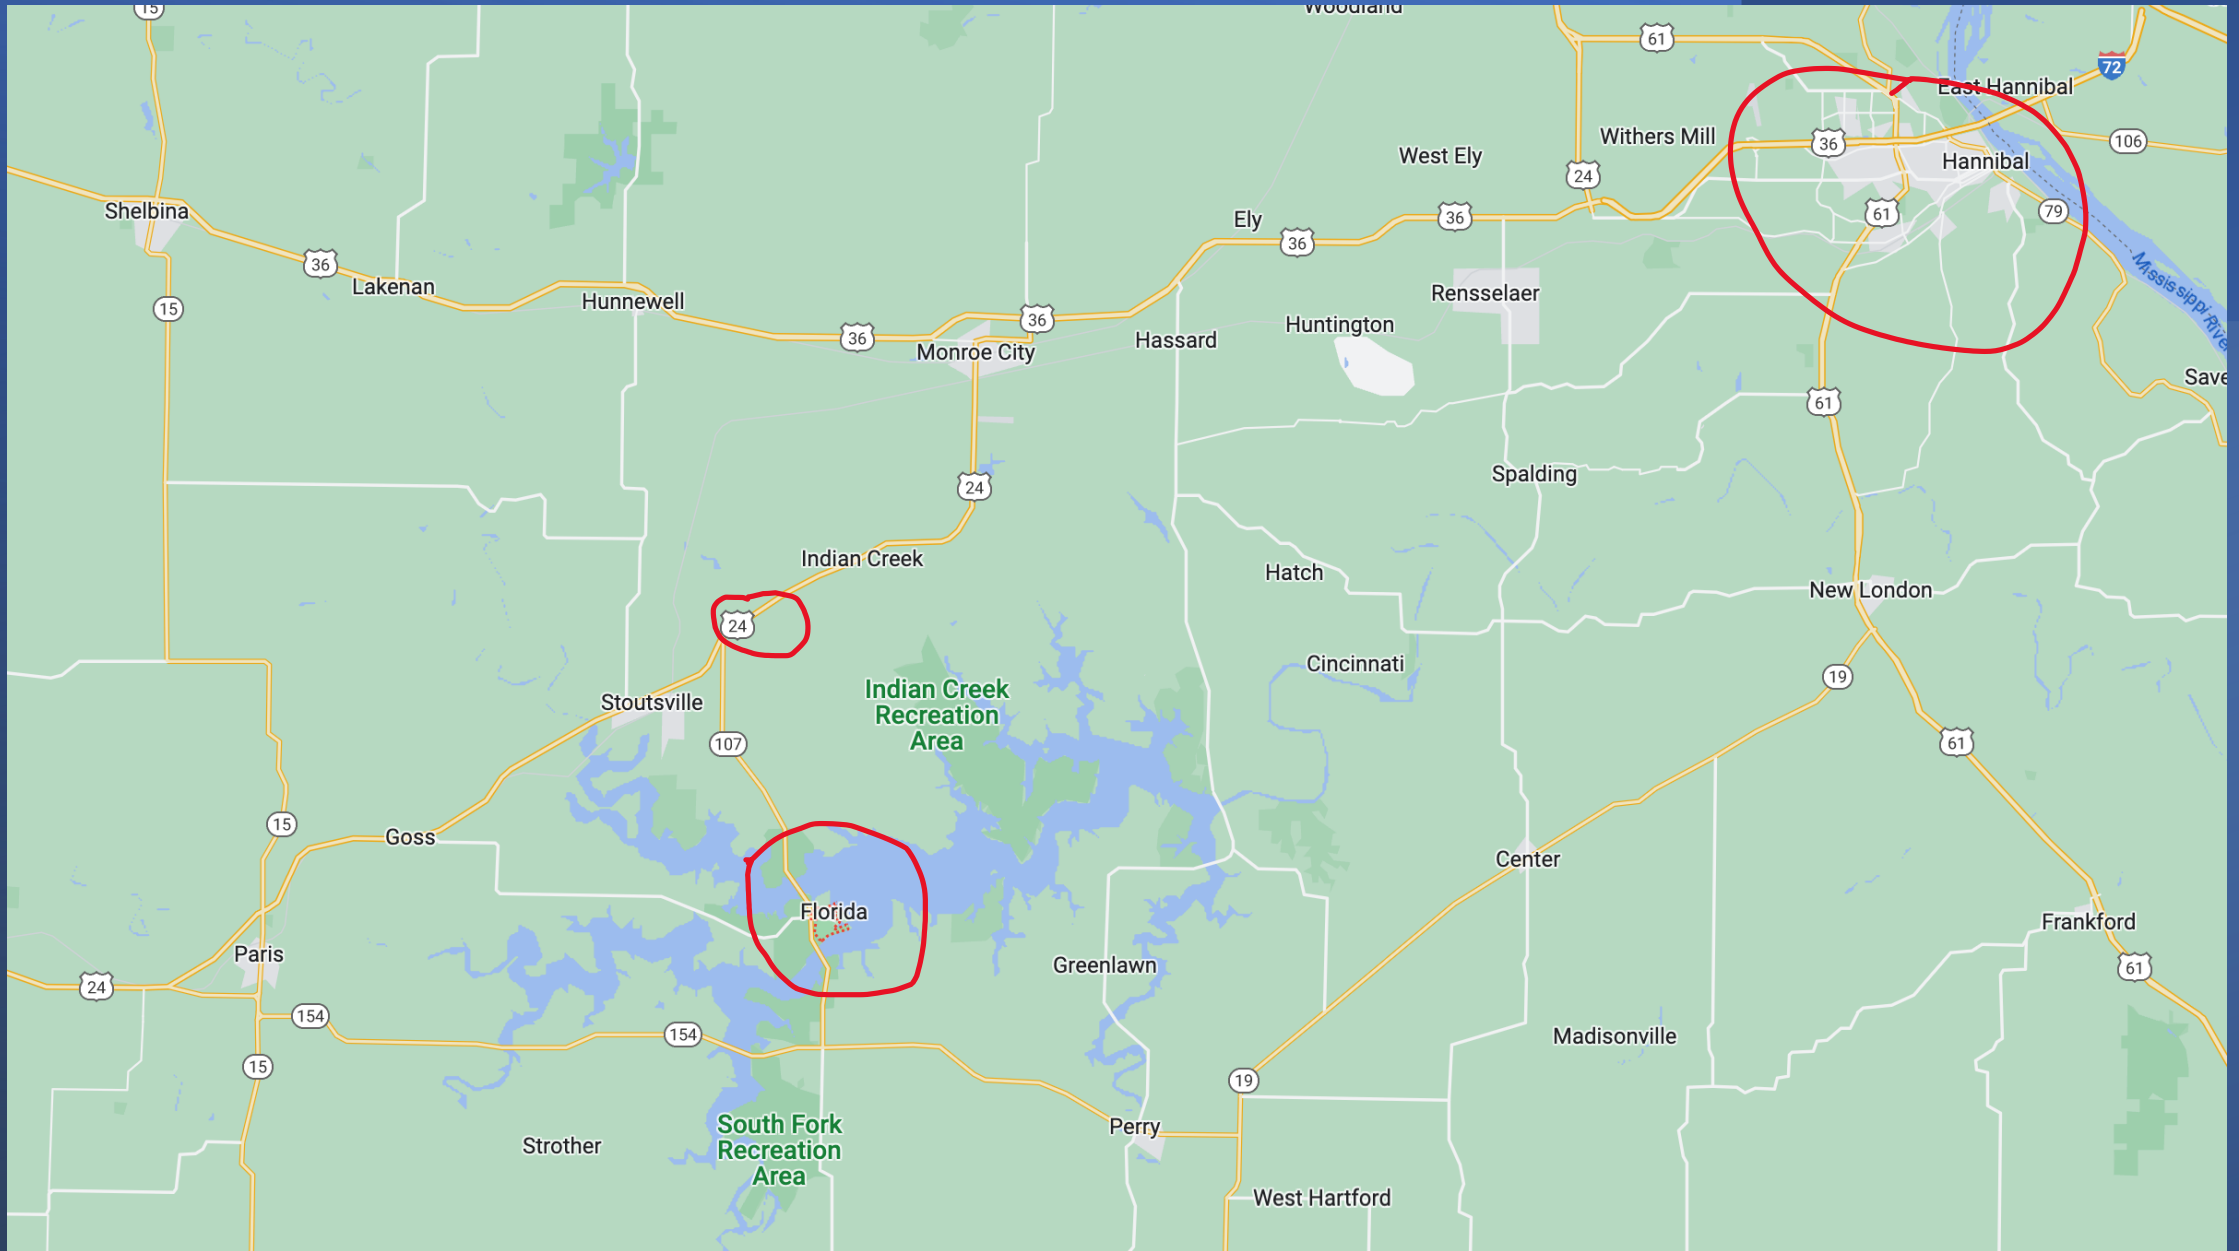 15
Woodland
61
72
East Hannibal
Withers Mill
36
106
West Ely
Hannibal
24
Shelbina
Ely
36
61
79
36
36
Mississippi River
Lakenan
Hunnewell
Rensselaer
15
36
36
Huntington
Monroe City
Hassard
Save
61
Spalding
24
Indian Creek
Hatch
New London
24
Cincinnati
19
Indian Creek
Recreation
Area
Stoutsville
107
61
15
Goss
Center
Florida
Frankford
Paris
Greenlawn
61
24
154
154
Madisonville
15
19
South Fork
Recreation
Area
Perry
Strother
West Hartford